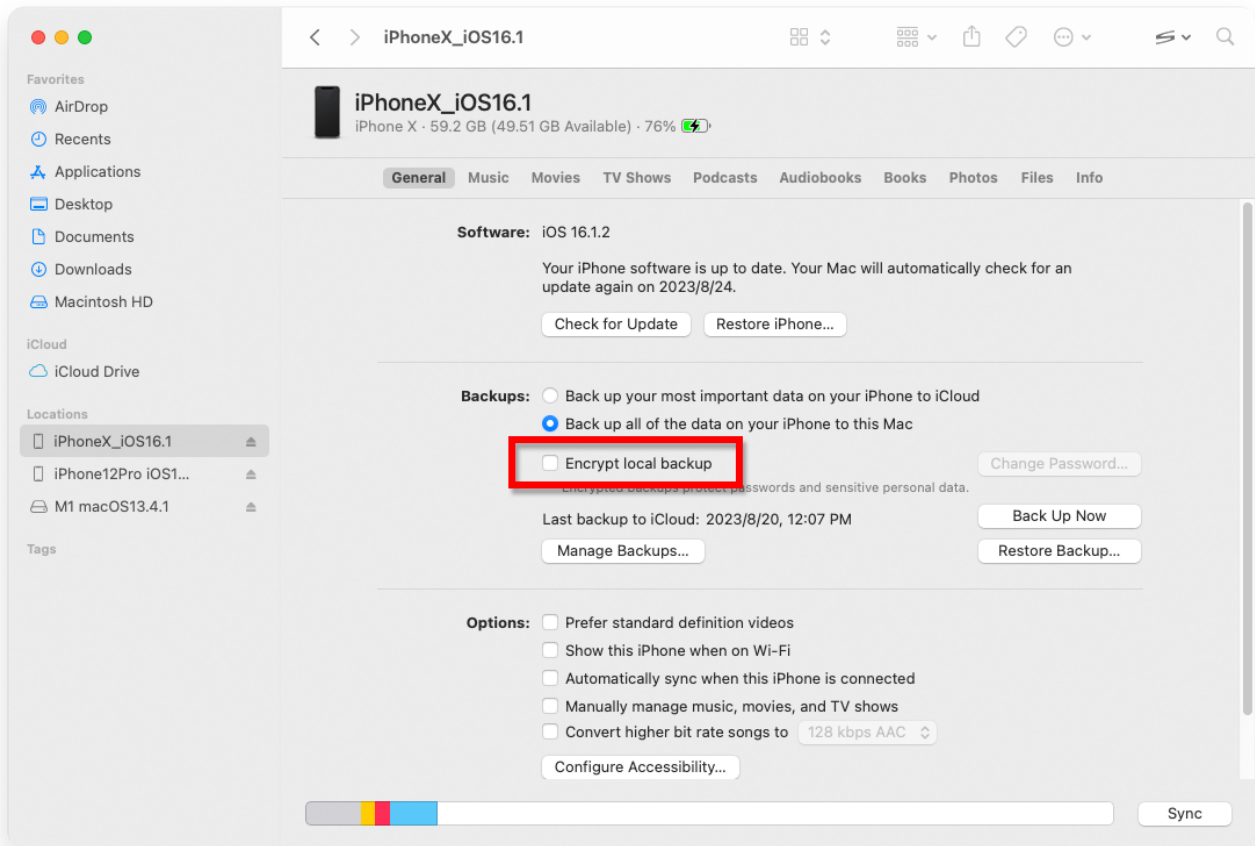 iPhoneX_iOS16.1
Favorites
AirDrop
Recents
Applications
Desktop
Documents
Downloads
Macintosh HD
iCloud
iCloud Drive
Locations
iPhoneX_iOS16.1
iPhone12Pro iOS1...
M1 macOS13.4.1
Tags
iPhoneX_iOS16.1
iPhone X · 59.2 GB (49.51 GB Available) · 76%
General Music Movies TV Shows Podcasts Audiobooks Books Photos Files Info
Software: iOS 16.1.2
Your iPhone software is up to date. Your Mac will automatically check for an
update again on 2023/8/24.
Check for Update Restore iPhone...
Backups: Back up your most important data on your iPhone to iCloud
Back up all of the data on your iPhone to this Mac
Encrypt local backup Change Password...
Encrypted backups protect passwords and sensitive personal data.
Last backup to iCloud: 2023/8/20, 12:07 PM Back Up Now
Manage Backups... Restore Backup...
Options: Prefer standard definition videos
Show this iPhone when on Wi-Fi
Automatically sync when this iPhone is connected
Manually manage music, movies, and TV shows
Convert higher bit rate songs to 128 kbps AAC
Configure Accessibility...
Sync